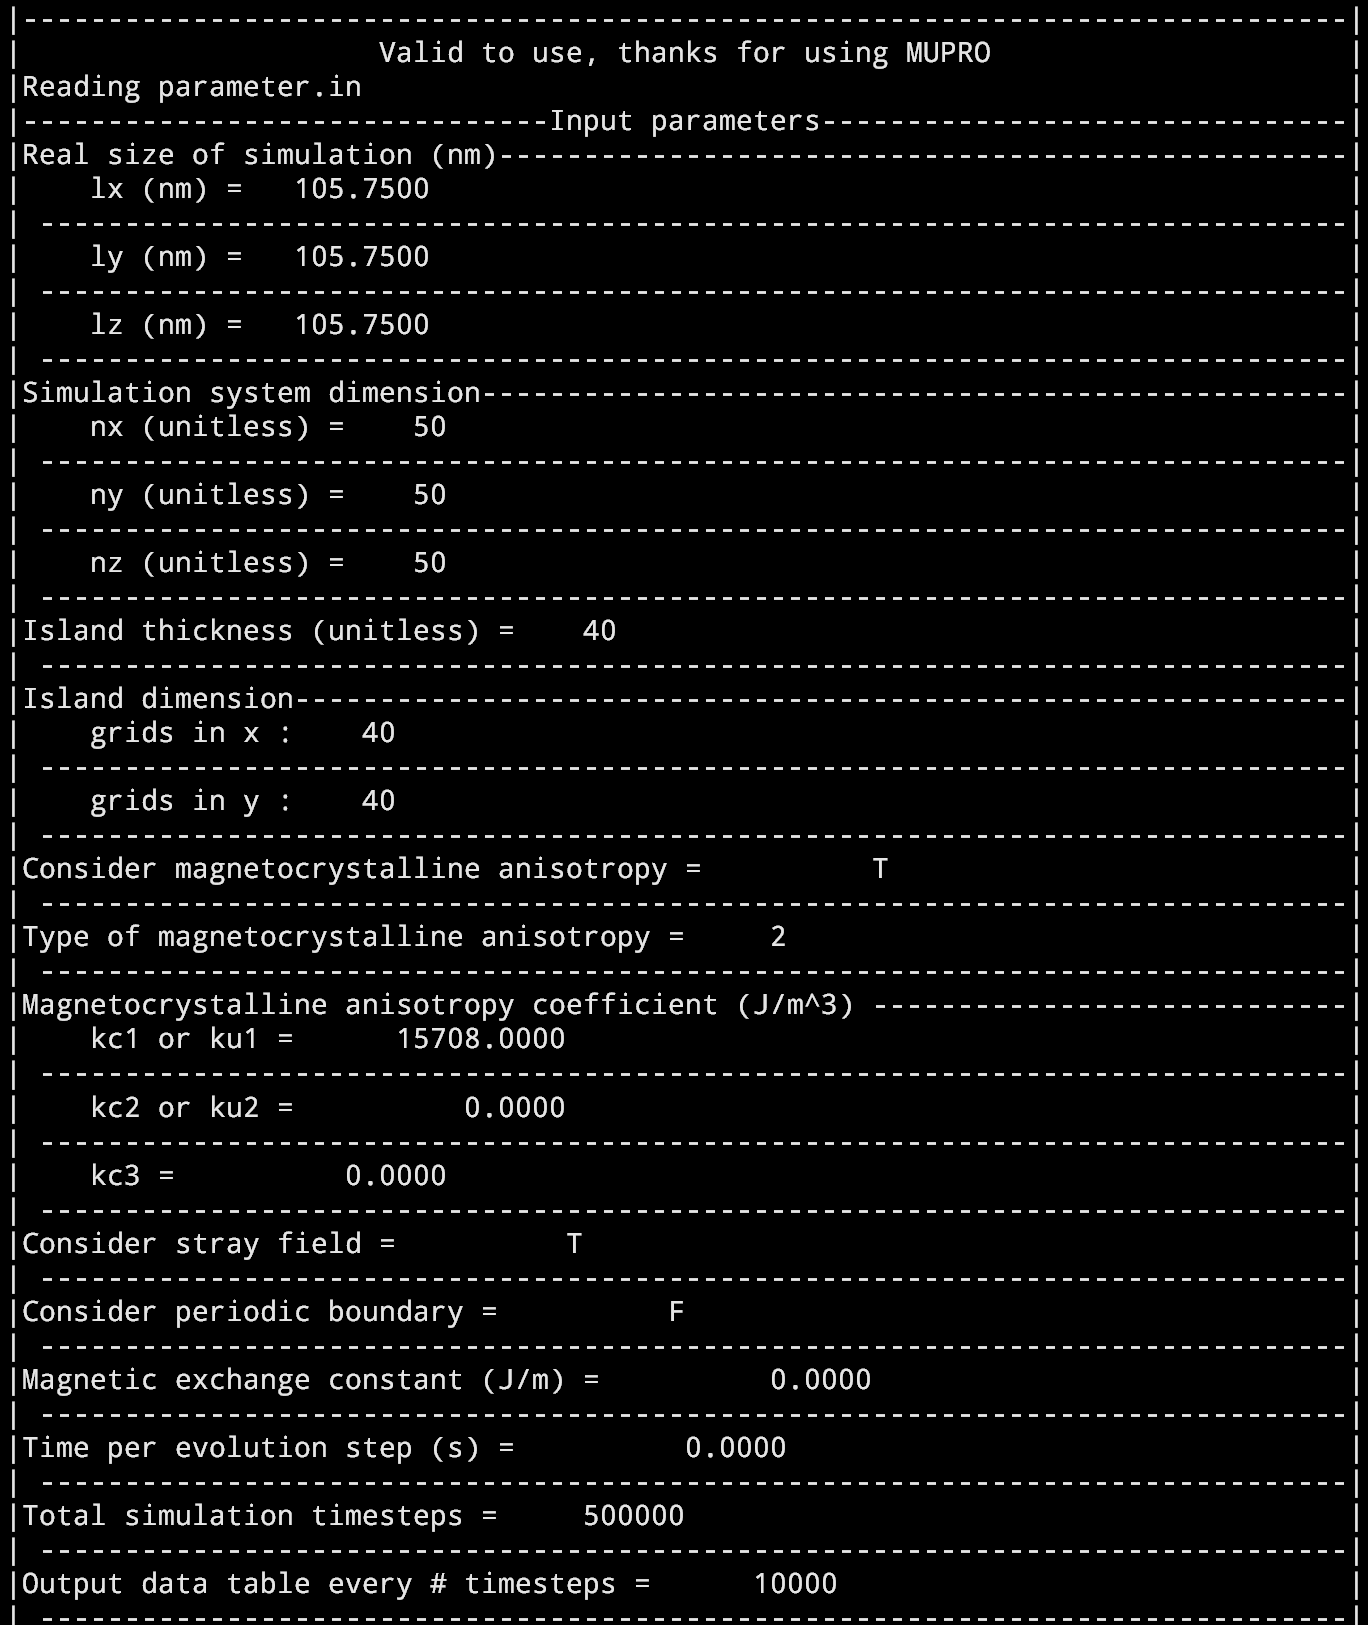 |------------------------------------------------------------------------------|
|                     Valid to use, thanks for using MUPRO                     |
|Reading parameter.in                                                          |
|-------------------------------Input parameters-------------------------------|
|Real size of simulation (nm)--------------------------------------------------|
|    lx (nm) =   105.7500                                                      |
| -----------------------------------------------------------------------------|
|    ly (nm) =   105.7500                                                      |
| -----------------------------------------------------------------------------|
|    lz (nm) =   105.7500                                                      |
| -----------------------------------------------------------------------------|
|Simulation system dimension---------------------------------------------------|
|    nx (unitless) =    50                                                     |
| -----------------------------------------------------------------------------|
|    ny (unitless) =    50                                                     |
| -----------------------------------------------------------------------------|
|    nz (unitless) =    50                                                     |
| -----------------------------------------------------------------------------|
|Island thickness (unitless) =    40                                           |
| -----------------------------------------------------------------------------|
|Island dimension--------------------------------------------------------------|
|    grids in x :    40                                                        |
| -----------------------------------------------------------------------------|
|    grids in y :    40                                                        |
| -----------------------------------------------------------------------------|
|Consider magnetocrystalline anisotropy =          T                           |
| -----------------------------------------------------------------------------|
|Type of magnetocrystalline anisotropy =     2                                 |
| -----------------------------------------------------------------------------|
|Magnetocrystalline anisotropy coefficient (J/m^3) ----------------------------|
|    kc1 or ku1 =      15708.0000                                              |
| -----------------------------------------------------------------------------|
|    kc2 or ku2 =          0.0000                                              |
| -----------------------------------------------------------------------------|
|    kc3 =          0.0000                                                     |
| -----------------------------------------------------------------------------|
|Consider stray field =          T                                             |
| -----------------------------------------------------------------------------|
|Consider periodic boundary =          F                                       |
| -----------------------------------------------------------------------------|
|Magnetic exchange constant (J/m) =          0.0000                            |
| -----------------------------------------------------------------------------|
|Time per evolution step (s) =          0.0000                                 |
| -----------------------------------------------------------------------------|
|Total simulation timesteps =     500000                                       |
| -----------------------------------------------------------------------------|
|Output data table every # timesteps =      10000                              |
| -----------------------------------------------------------------------------|